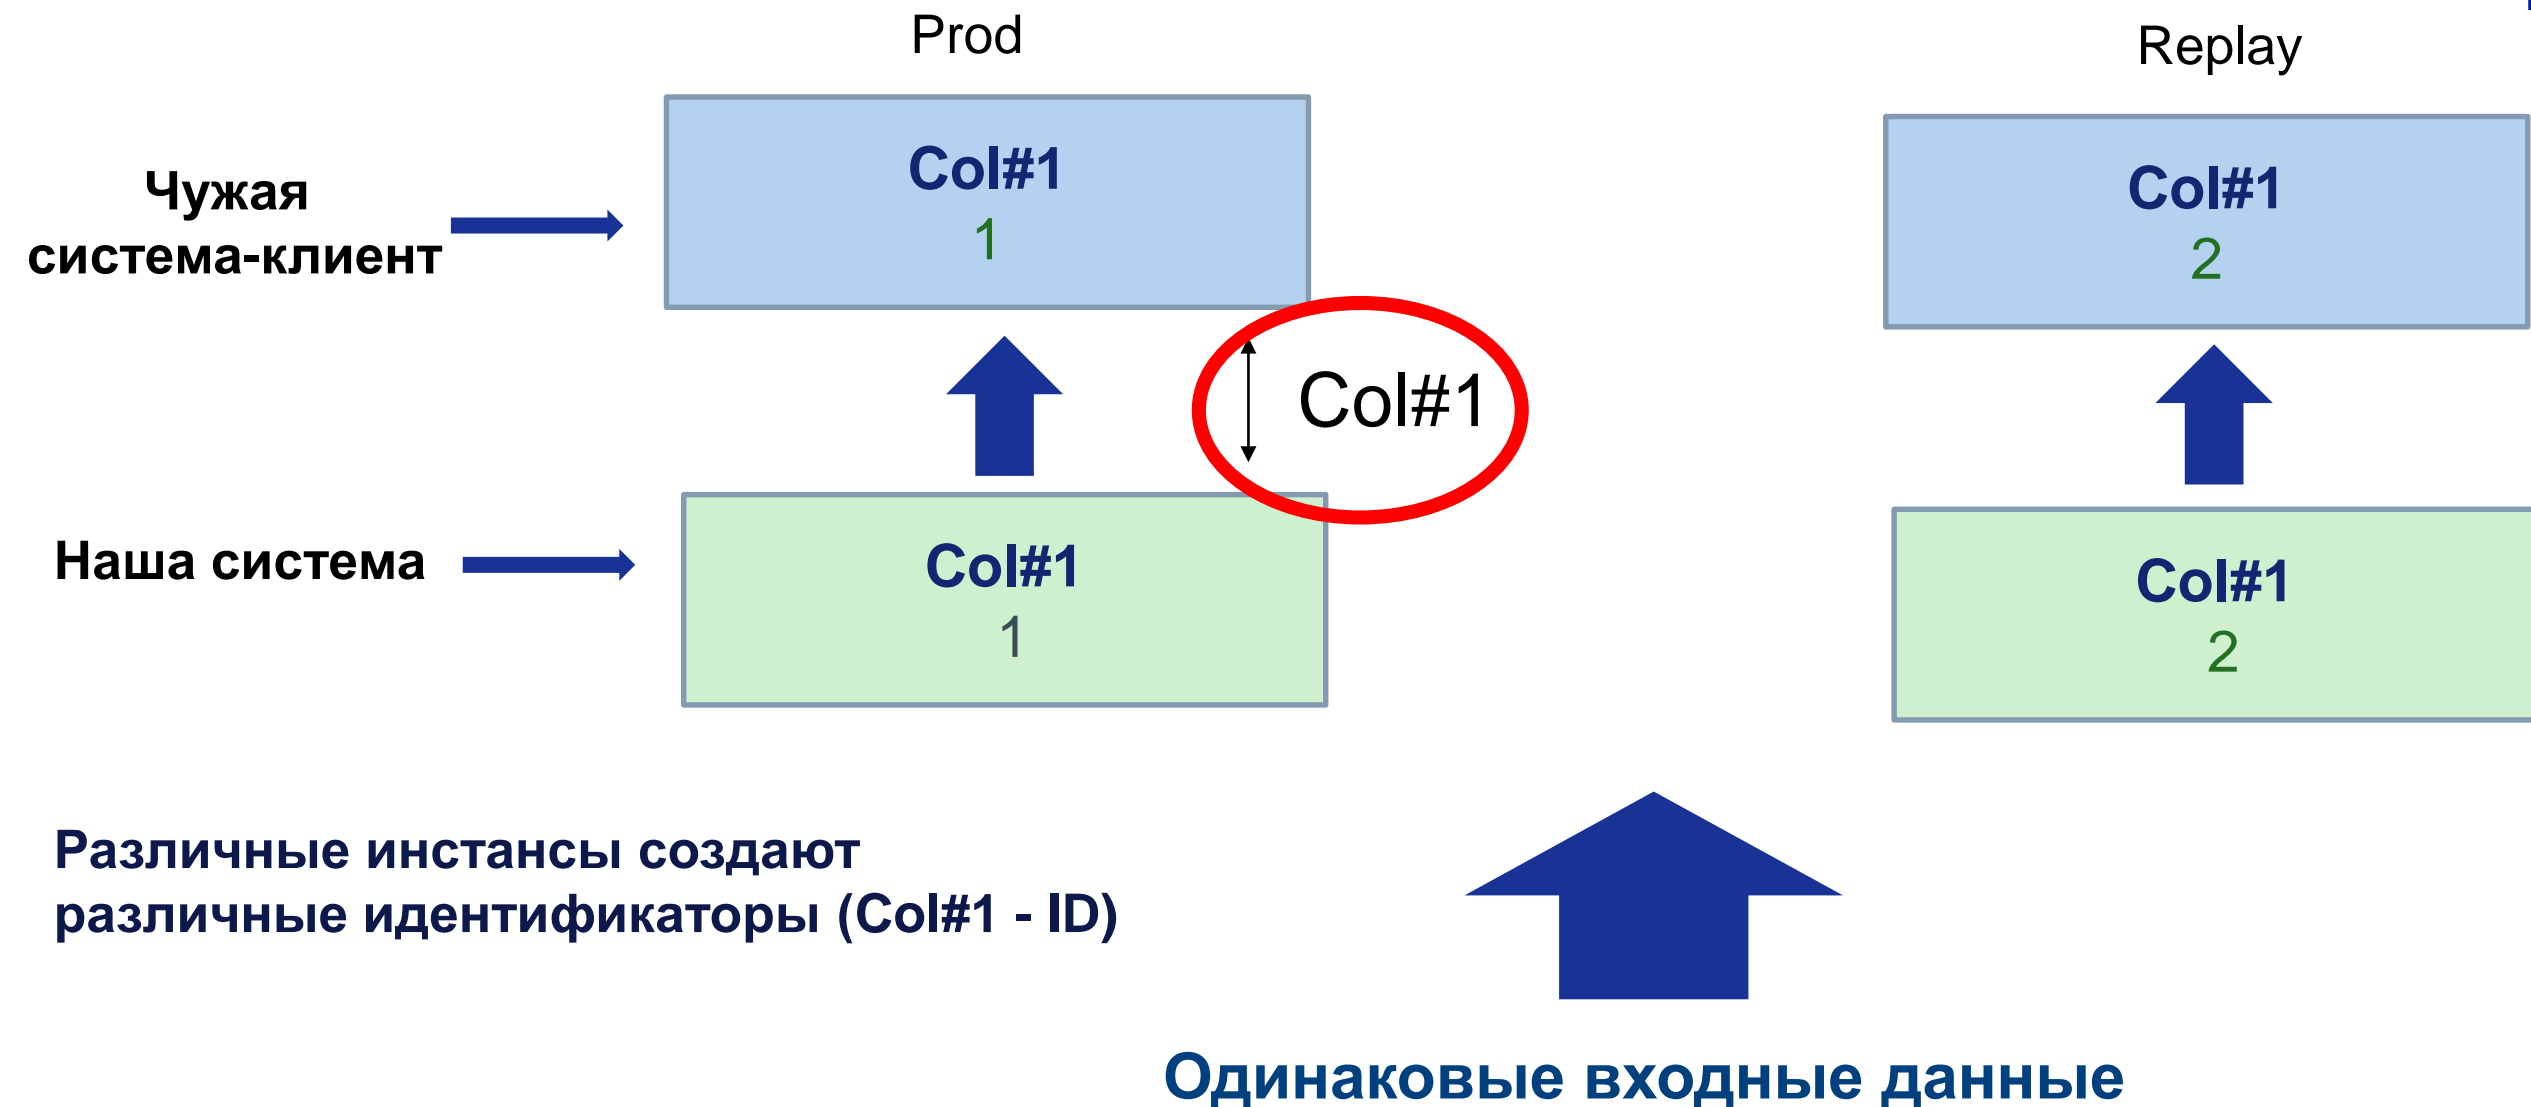 Prod
Replay
Col#1
1
Col#1
2
Чужая
система-клиент
Col#1
Наша система
Col#1
1
Col#1
2
Различные инстансы создают
различные идентификаторы (Col#1 - ID)
Одинаковые входные данные